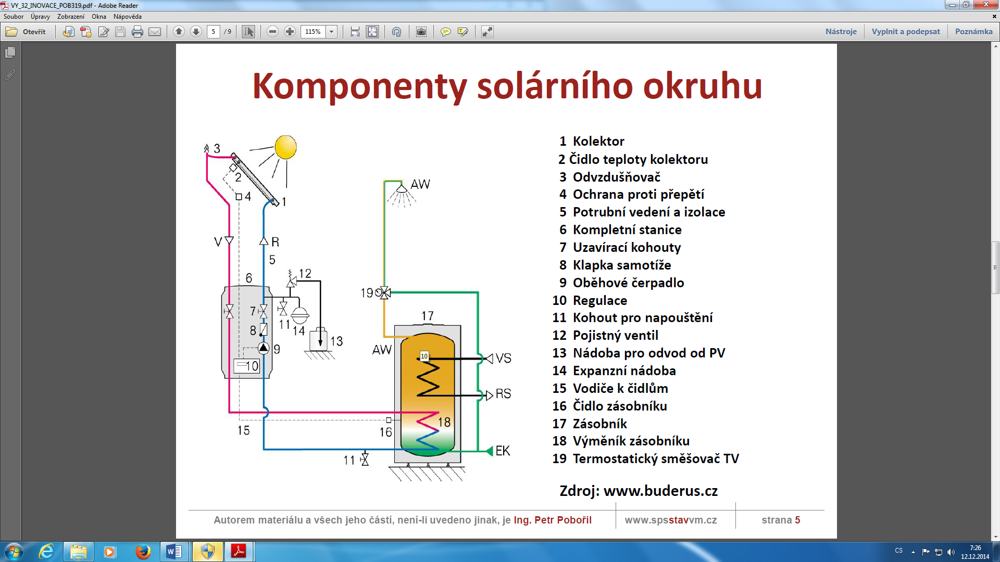 VY_32_INOVACE_POB319.pdf - Adobe Reader
Soubor Úpravy Zobrazení Okna Nápověda
Otevřít 5 / 9 115% Nástroje Vyplnit a podepsat Poznámka
Komponenty solárního okruhu
3
2
4
1
AW
V
R
5
6
12
19
7
11
14
17
8
13
9
AW
10
10
VS
RS
18
15
16
11
EK
1 Kolektor
2 Čidlo teploty kolektoru
3 Odvzdušňovač
4 Ochrana proti přepětí
5 Potrubní vedení a izolace
6 Kompletní stanice
7 Uzavírací kohouty
8 Klapka samotíže
9 Oběhové čerpadlo
10 Regulace
11 Kohout pro napouštění
12 Pojistný ventil
13 Nádoba pro odvod od PV
14 Expanzní nádoba
15 Vodiče k čidlům
16 Čidlo zásobníku
17 Zásobník
18 Výměník zásobníku
19 Termostatický směšovač TV
Zdroj: www.buderus.cz
Autorem materiálu a všech jeho částí, není-li uvedeno jinak, je Ing. Petr Pobořil
www.spsstavvm.cz
strana 5
CS
7:26
12.12.2014